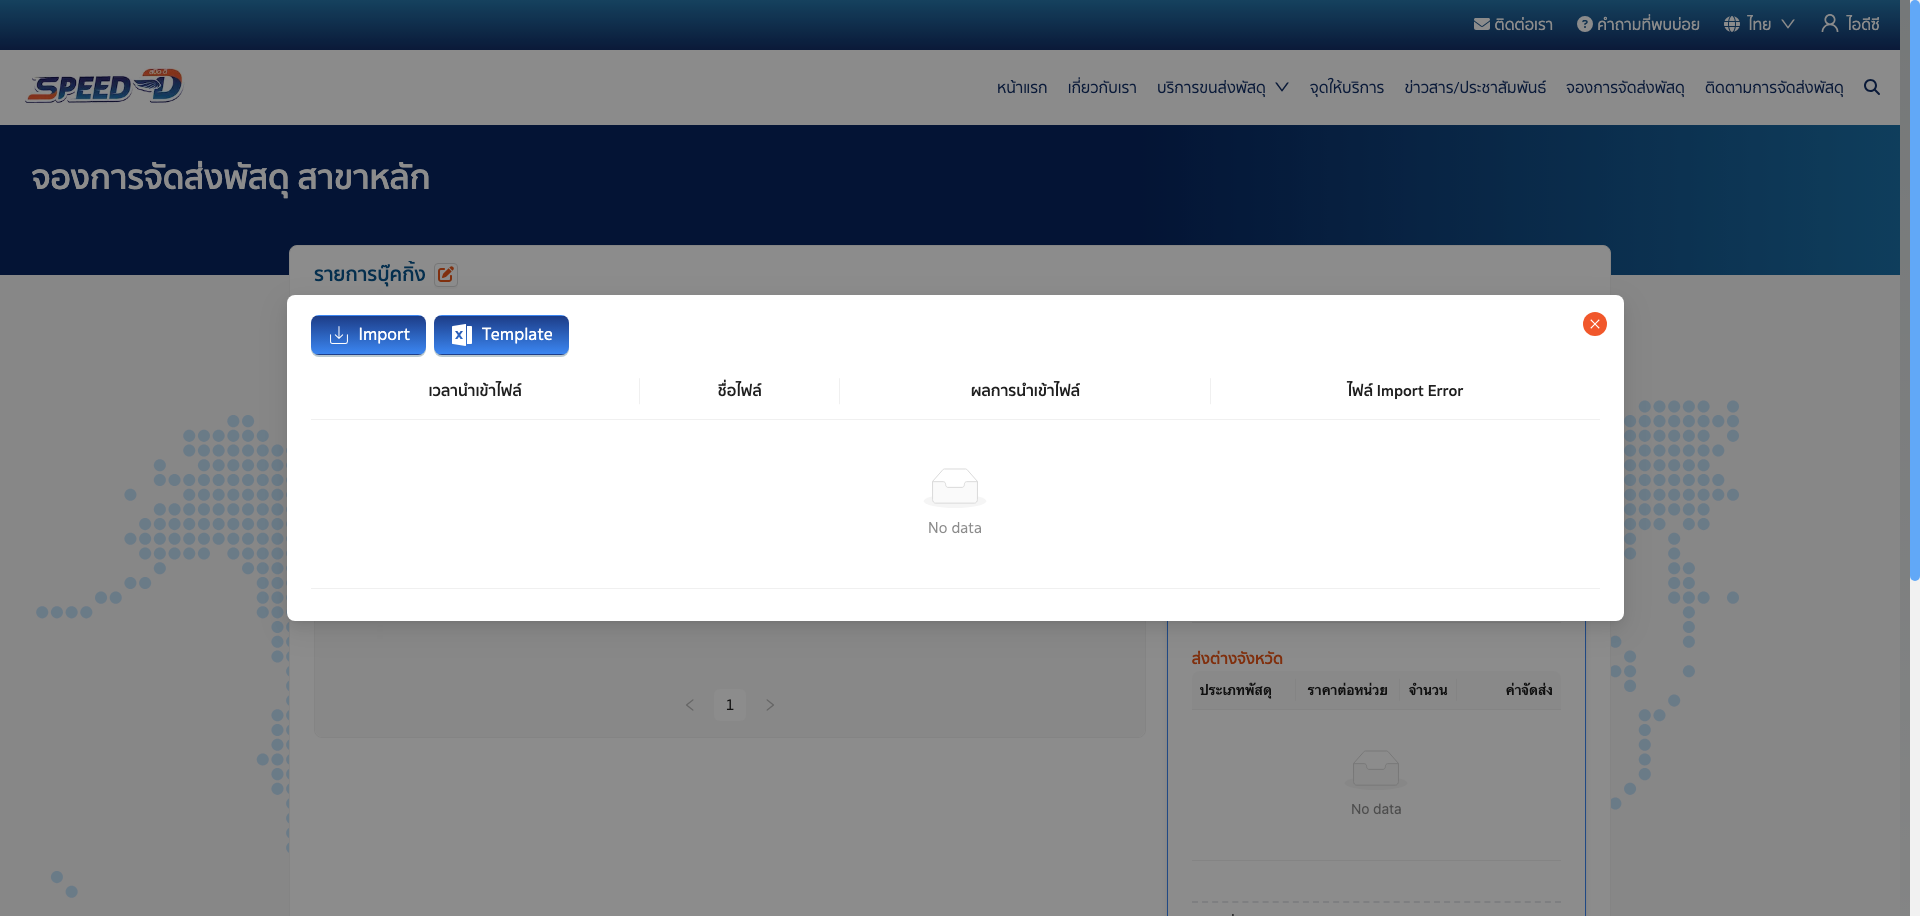 ติดต่อเรา
คำถามที่พบบ่อย
ไทย
ไอดีซี
SPEED D
หน้าแรก
เกี่ยวกับเรา
บริการขนส่งพัสดุ
จุดให้บริการ
ข่าวสาร/ประชาสัมพันธ์
จองการจัดส่งพัสดุ
ติดตามการจัดส่งพัสดุ
จองการจัดส่งพัสดุ สาขาหลัก
รายการบุ๊คกิ้ง
Import
Template
เวลานำเข้าไฟล์
ชื่อไฟล์
ผลการนำเข้าไฟล์
ไฟล์ Import Error
No data
1
ส่งต่างจังหวัด
ประเภทพัสดุ
ราคาต่อหน่วย
จำนวน
ค่าจัดส่ง
No data